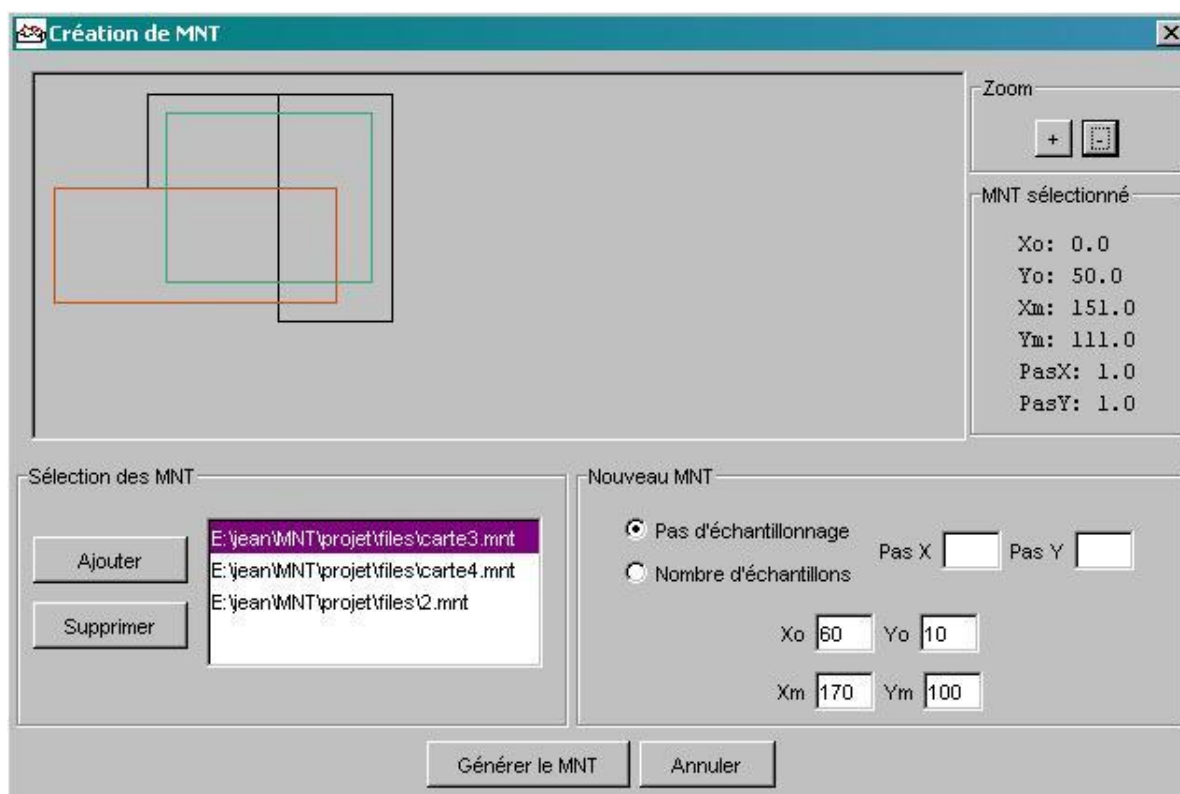 Création de MNT
Zoom
+
-
MNT sélectionné
Xo: 0.0
Yo: 50.0
Xm: 151.0
Ym: 111.0
PasX: 1.0
PasY: 1.0
Sélection des MNT
Ajouter
Supprimer
E:\jean\MNT\projet\files\carte3.mnt
E:\jean\MNT\projet\files\carte4.mnt
E:\jean\MNT\projet\files\2.mnt
Nouveau MNT
Pas d'échantillonnage
Nombre d'échantillons
Pas X Pas Y
Xo 60 Yo 10
Xm 170 Ym 100
Générer le MNT
Annuler